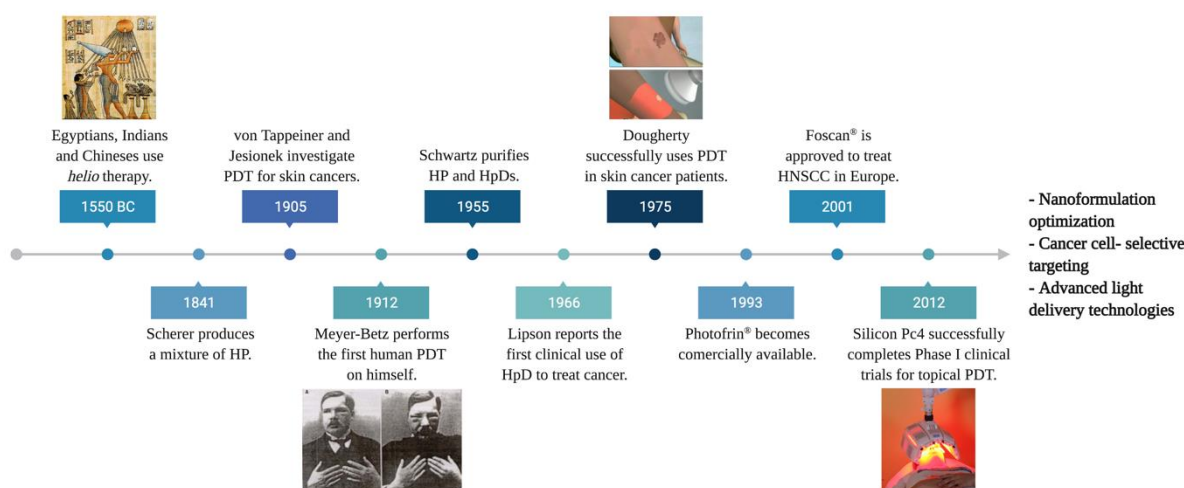 Egyptians, Indians
and Chineses use
helio therapy.
1550 BC
1841
Scherer produces
a mixture of HP.
von Tappeiner and
Jesionek investigate
PDT for skin cancers.
1905
1912
Meyer-Betz performs
the first human PDT
on himself.
A
B
Schwartz purifies
HP and HpDs.
1955
1966
Lipson reports the
first clinical use of
HpD to treat cancer.
Dougherty
successfully uses PDT
in skin cancer patients.
1975
1993
Photofrin® becomes
comercially available.
Foscan® is
approved to treat
HNSCC in Europe.
2001
2012
Silicon Pc4 successfully
completes Phase I clinical
trials for topical PDT.
- Nanoformulation
optimization
- Cancer cell- selective
targeting
- Advanced light
delivery technologies